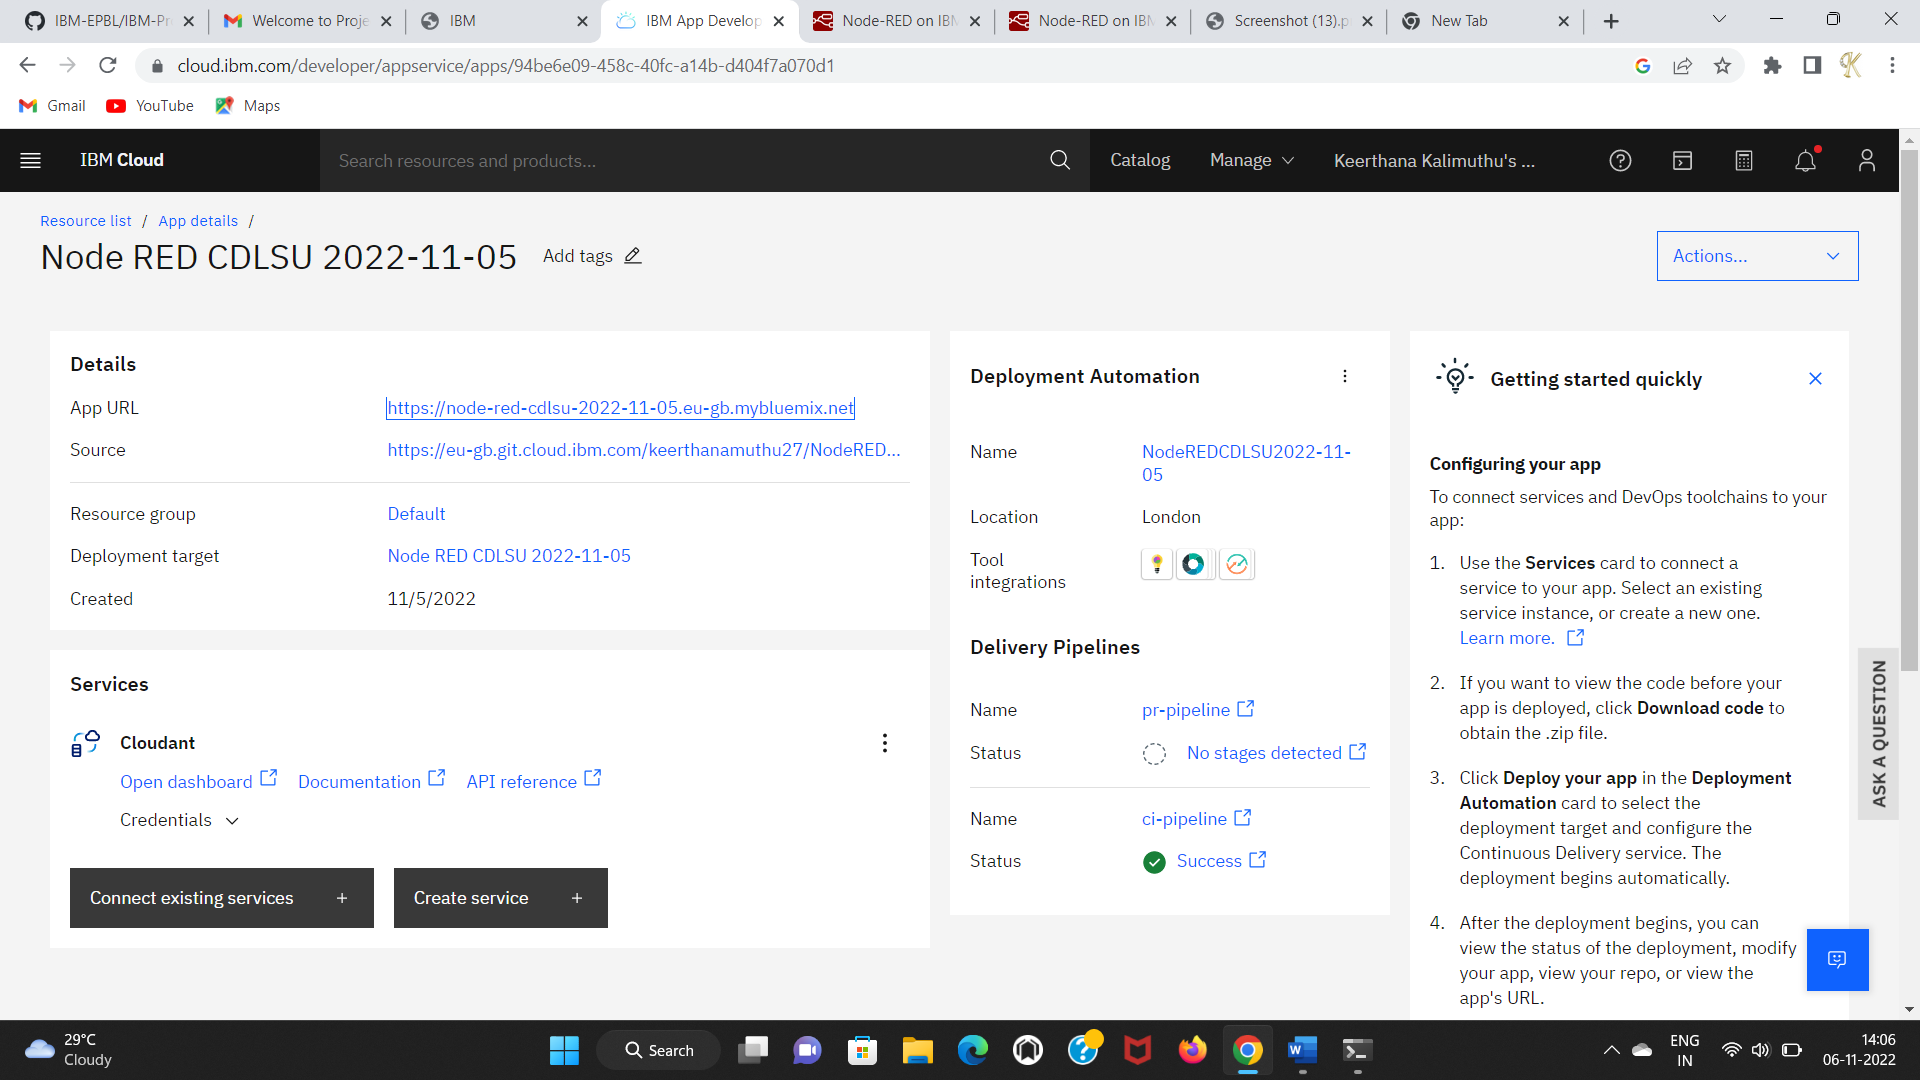 IBM-EPBL/IBM-Pr
Welcome to Proje
IBM
IBM App Develop
Node-RED on IBM
Node-RED on IBM
Screenshot (13).p
New Tab
cloud.ibm.com/developer/appservice/apps/94be6e09-458c-40fc-a14b-d404f7a070d1
Gmail
YouTube
Maps
IBM Cloud
Search resources and products...
Catalog
Manage
Keerthana Kalimuthu's ...
Resource list / App details /
Node RED CDLSU 2022-11-05
Add tags
Actions...
Details
App URL
https://node-red-cdlsu-2022-11-05.eu-gb.mybluemix.net
Source
https://eu-gb.git.cloud.ibm.com/keerthanamuthu27/NodeRED...
Resource group
Default
Deployment target
Node RED CDLSU 2022-11-05
Created
11/5/2022
Services
Cloudant
Open dashboard
Documentation
API reference
Credentials
Connect existing services +
Create service +
Deployment Automation
Name
NodeREDCDLSU2022-11-
05
Location
London
Tool
integrations
Delivery Pipelines
Name
pr-pipeline
Status
No stages detected
Name
ci-pipeline
Status
Success
Getting started quickly
Configuring your app
To connect services and DevOps toolchains to your
app:
1. Use the Services card to connect a
service to your app. Select an existing
service instance, or create a new one.
Learn more.
2. If you want to view the code before your
app is deployed, click Download code to
obtain the .zip file.
3. Click Deploy your app in the Deployment
Automation card to select the
deployment target and configure the
Continuous Delivery service. The
deployment begins automatically.
4. After the deployment begins, you can
view the status of the deployment, modify
your app, view your repo, or view the
app's URL.
ASK A QUESTION
29°C
Cloudy
Search
ENG
IN
14:06
06-11-2022